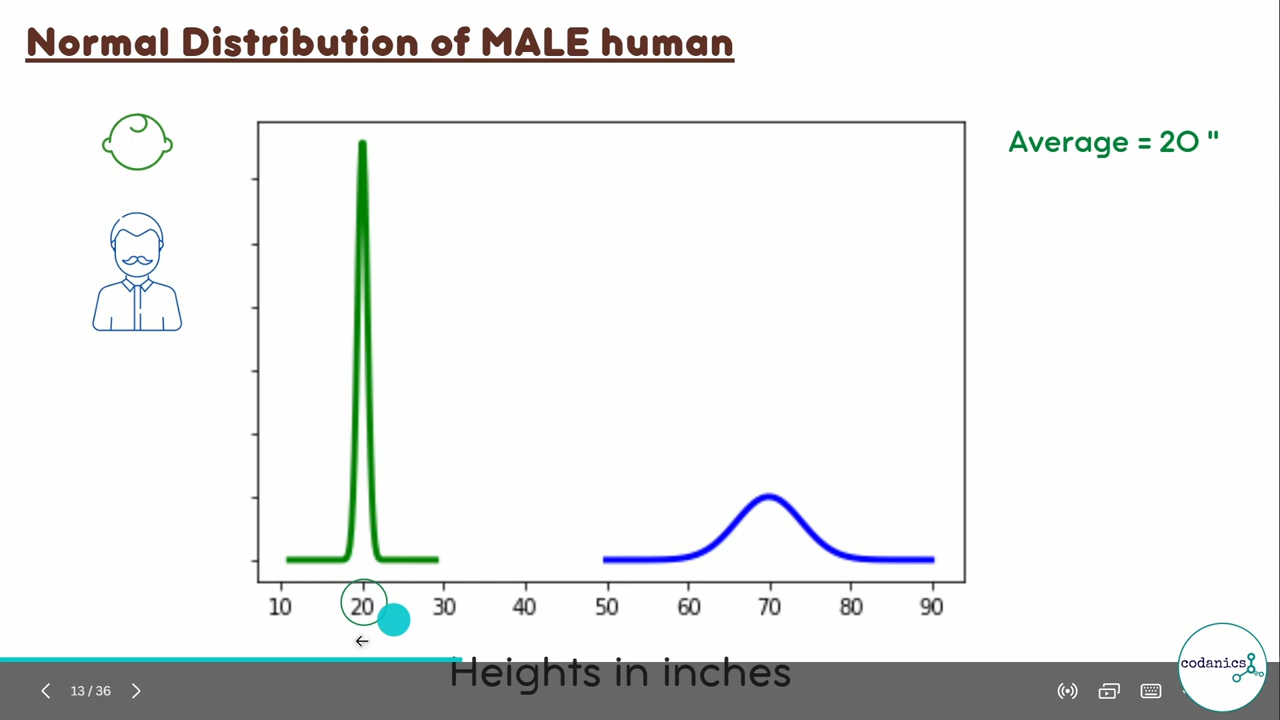 Normal Distribution of MALE human
Average = 20 "
10 20 30 40 50 60 70 80 90
Heights in inches
13 / 36
codanics